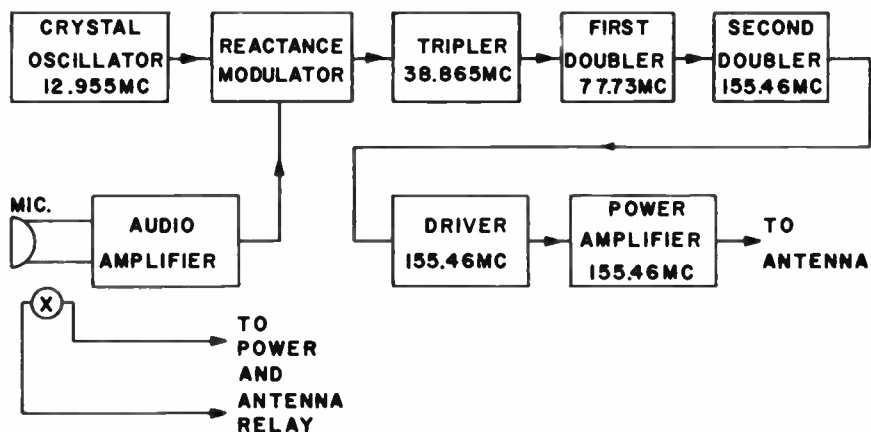 CRYSTAL
OSCILLATOR
12.955MC
REACTANCE
MODULATOR
TRIPLER
38.865MC
FIRST
DOUBLER
77.73MC
SECOND
DOUBLER
155.46MC
MIC.
AUDIO
AMPLIFIER
DRIVER
155.46MC
POWER
AMPLIFIER
155.46MC
TO
ANTENNA
X
TO
POWER
AND
ANTENNA
RELAY